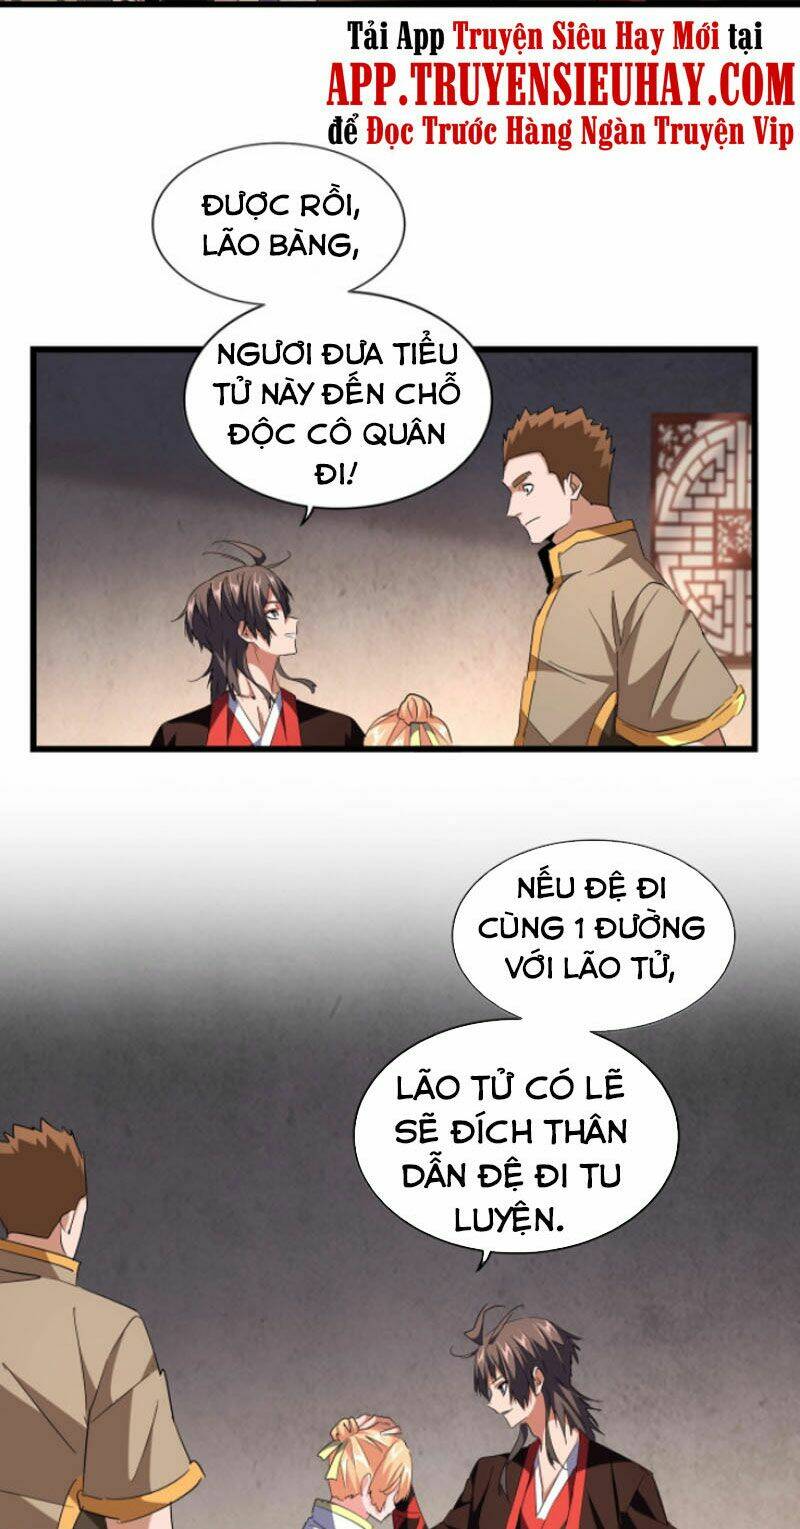 Tải App Truyện Siêu Hay Mới tại
APP.TRUYENSIEUHAY.COM
để Đọc Trước Hàng Ngàn Truyện Vip
ĐƯỢC RỒI,
LÃO BÀNG,
NGƯƠI ĐƯA TIỂU
TỬ NÀY ĐẾN CHỖ
ĐỘC CÔ QUÂN
ĐI!
NẾU ĐỆ ĐI
CÙNG 1 ĐƯỜNG
VỚI LÃO TỬ,
LÃO TỬ CÓ LẼ
SẼ ĐÍCH THÂN
DẪN ĐỆ ĐI TU
LUYỆN.